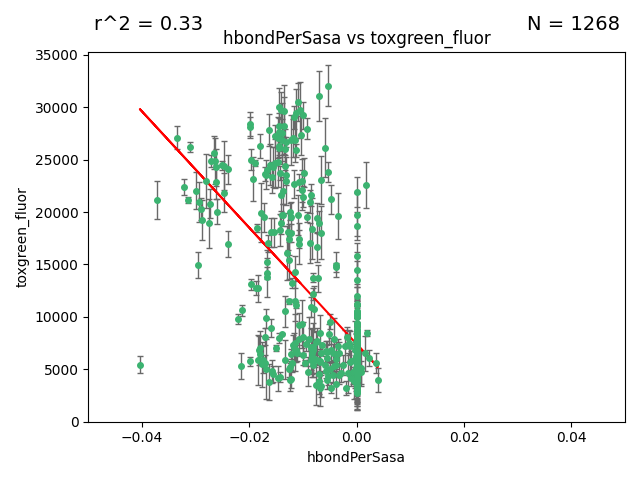 r^2 = 0.33
N = 1268
hbondPerSasa vs toxgreen_fluor
35000
30000
25000
20000
15000
10000
5000
0
toxgreen_fluor
−0.04
−0.02
0.00
0.02
0.04
hbondPerSasa